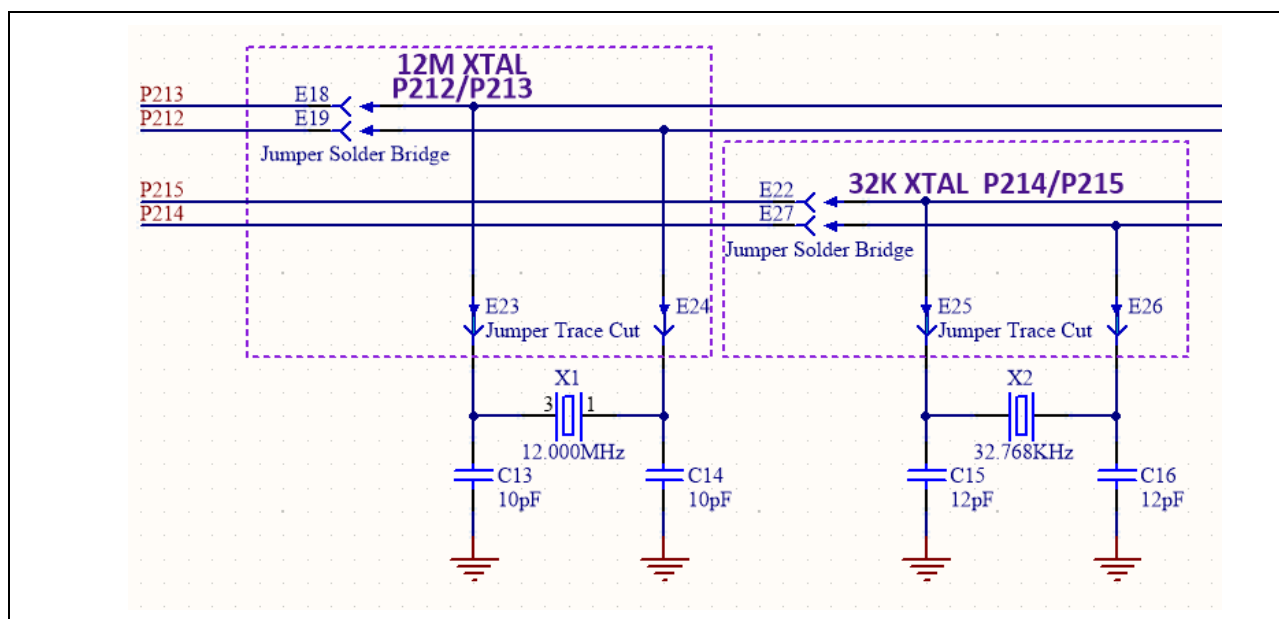 12M XTAL
P212/P213
P213
E18
P212
E19
Jumper Solder Bridge
P215
E22
32K XTAL P214/P215
P214
E27
Jumper Solder Bridge
E23
E24
Jumper Trace Cut
E25
E26
Jumper Trace Cut
X1
3
1
12.000MHz
X2
32.768KHz
C13
10pF
C14
10pF
C15
12pF
C16
12pF